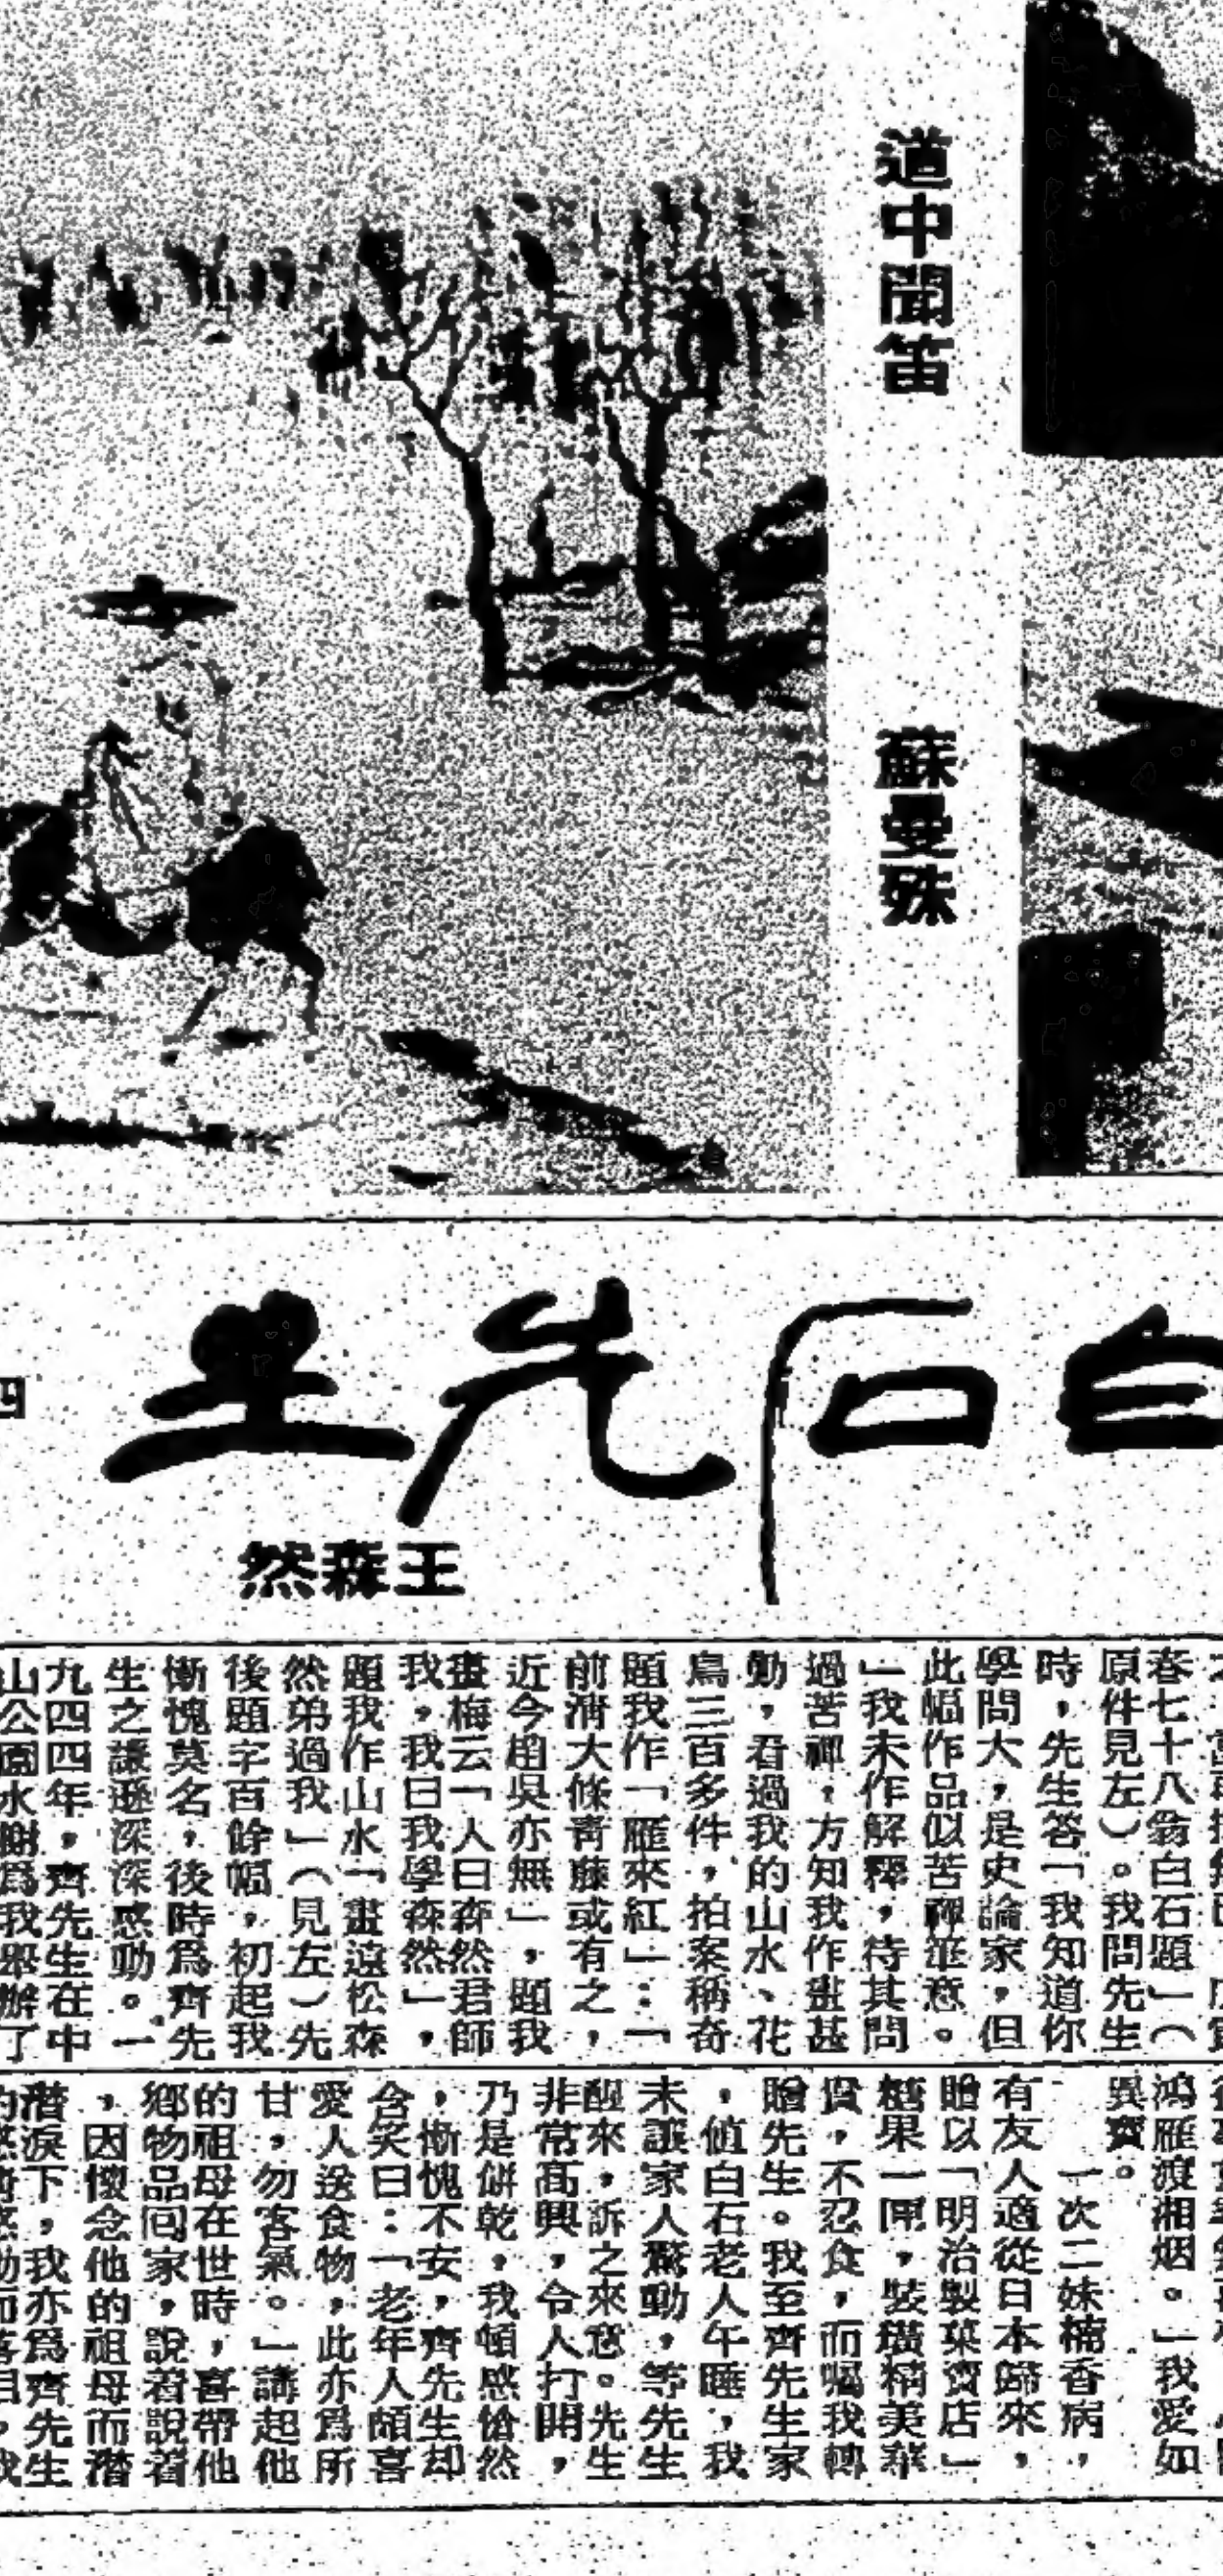 道中聞笛
蘇曼殊
白石先生
四
王森然
春七十八翁白石題」（
原件見左）。我問先生
時，先生答「我知道你
學問大，是史論家，但
此幅作品似苦禪筆意。
」我未作解釋，待其問
過苦禪，方知我作畫甚
勤，看過我的山水、花
鳥三百多件，拍案稱奇
題我作「雁來紅」：「
前淸大滌靑藤或有之，
近今趙吳亦無」，題我
畫梅云「人曰森然君師
我，我曰我學森然」，
題我作山水「畫遠松森
然弟過我」（見左）先
後題字百餘幅，初起我
慚愧莫名，後時爲齊先
生之謙遜深深感動。一
九四四年，齊先生在中
山公園水榭爲我舉辦了
鴻雁渡湘烟。」我愛如
異寶。
一次二妹楠香病，
有友人適從日本歸來，
贈以「明治製菓賣店」
糖果一匣，裝璜精美華
貴，不忍食，而囑我轉
贈先生。我至齊先生家
，値白石老人午睡，我
未讓家人驚動，等先生
醒來，訴之來意。先生
非常高興，令人打開，
乃是餅乾，我頓感愴然
，慚愧不安，齊先生却
含笑曰：「老年人頗喜
愛人送食物，此亦爲所
甘，勿客氣。」講起他
的祖母在世時，喜帶他
鄉物品囘家，說着說着
，因懷念他的祖母而潸
潸淚下，我亦爲齊先生